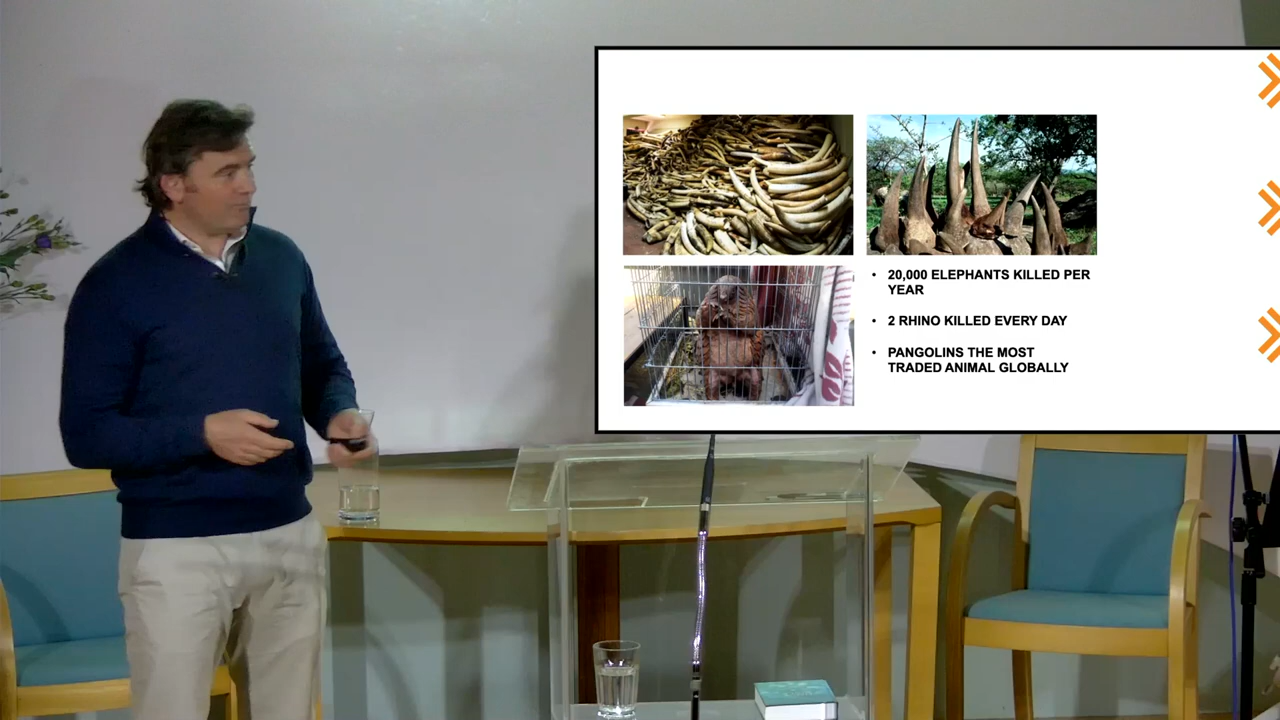 • 20,000 ELEPHANTS KILLED PER
YEAR
• 2 RHINO KILLED EVERY DAY
• PANGOLINS THE MOST
TRADED ANIMAL GLOBALLY